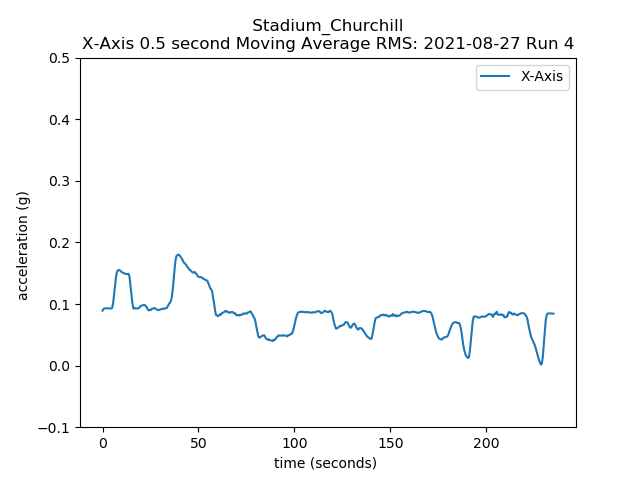 Stadium_Churchill
X-Axis 0.5 second Moving Average RMS: 2021-08-27 Run 4
X-Axis
acceleration (g)
0.5
0.4
0.3
0.2
0.1
0.0
−0.1
0 50 100 150 200
time (seconds)